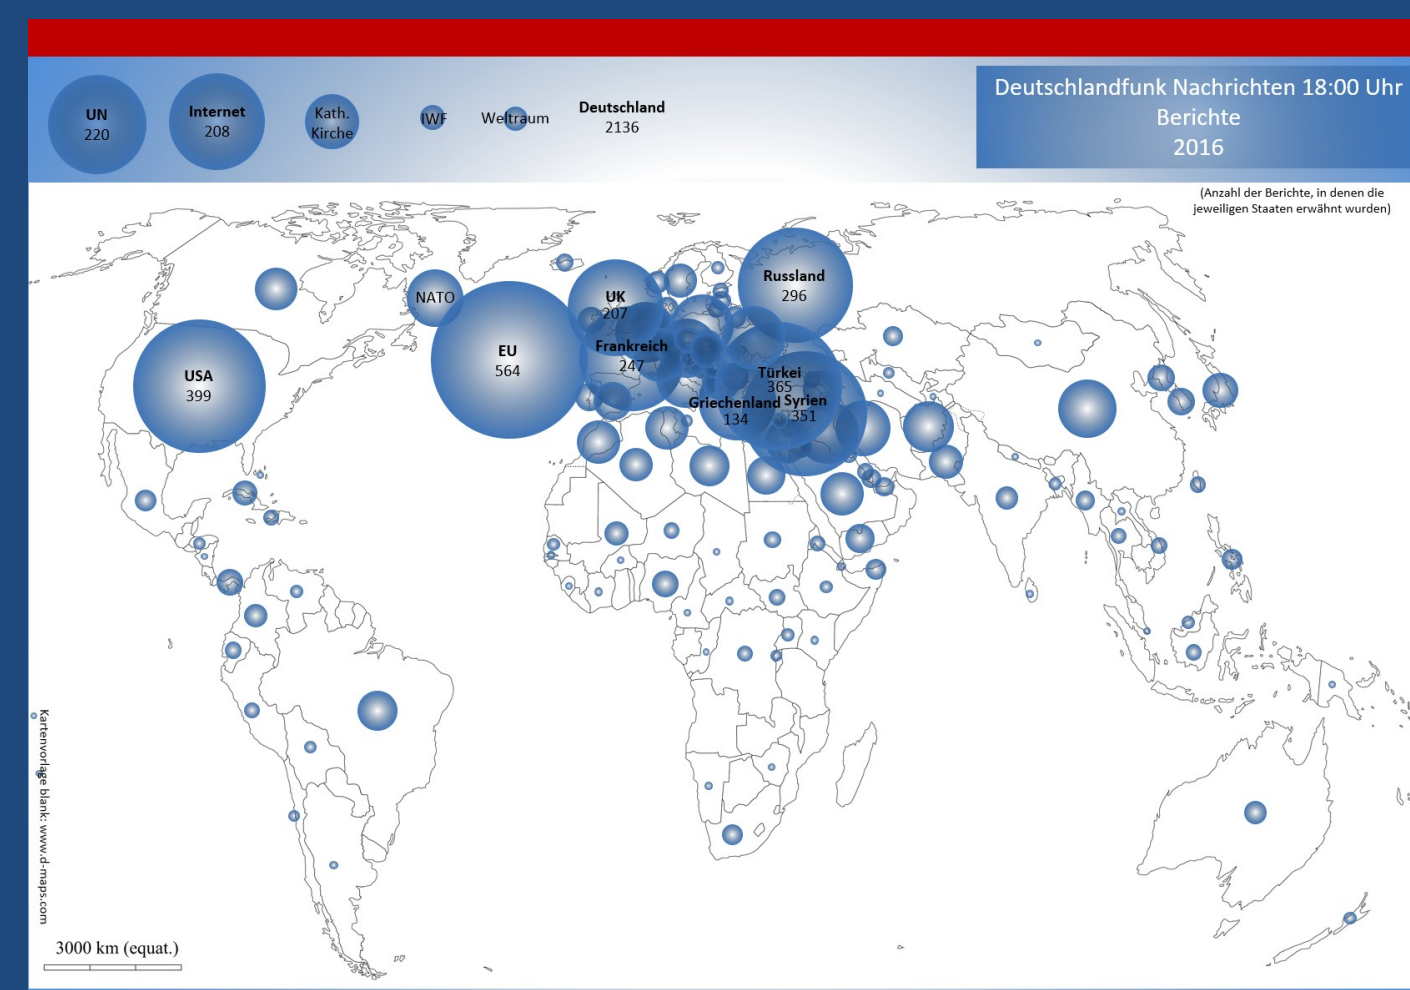 UN
220
Internet
208
Kath.
Kirche
IWF
Weltraum
Deutschland
2136
Deutschlandfunk Nachrichten 18:00 Uhr
Berichte
2016
(Anzahl der Berichte, in denen die
jeweiligen Staaten erwähnt wurden)
Russland
296
NATO
UK
207
EU
564
Frankreich
247
USA
399
Türkei
365
Griechenland
134
Syrien
351
Kartenvorlage blank: www.d-maps.com
3000 km (equat.)